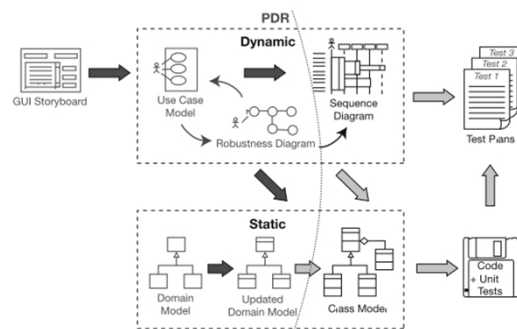 PDR
Dynamic
GUI Storyboard
Use Case
Model
Robustness Diagram
Sequence
Diagram
Test 3
Test 2
Test 1
Test Plans
Static
Domain
Model
Updated
Domain Model
Class Model
Code
+ Unit
Tests